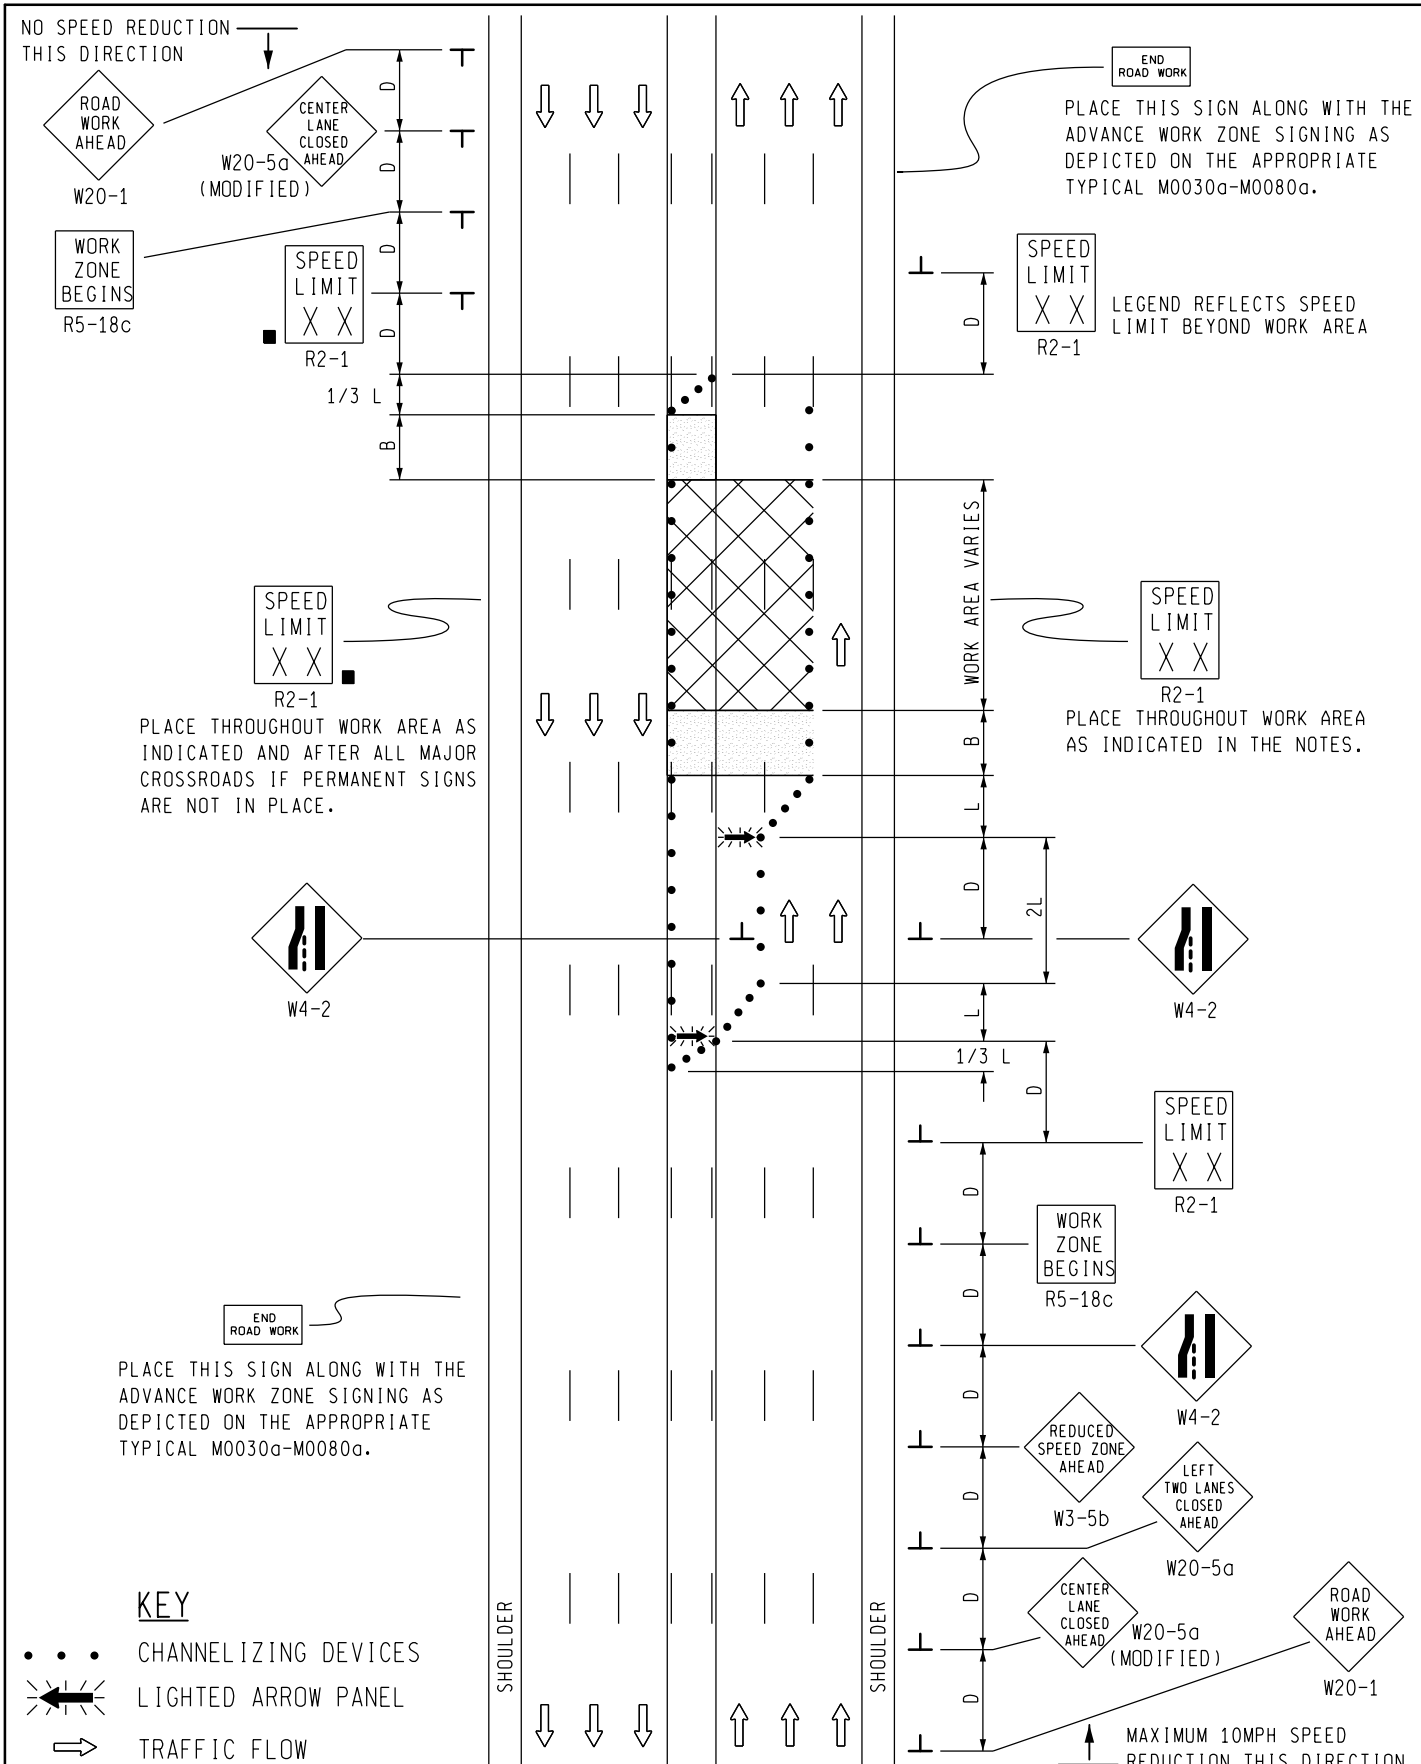 NO SPEED REDUCTION
THIS DIRECTION
ROAD
WORK
AHEAD
W20-1
CENTER
LANE
CLOSED
AHEAD
W20-5a
(MODIFIED)
D
D
D
D
WORK
ZONE
BEGINS
R5-18c
SPEED
LIMIT
X X
R2-1
1/3 L
B
END
ROAD WORK
PLACE THIS SIGN ALONG WITH THE
ADVANCE WORK ZONE SIGNING AS
DEPICTED ON THE APPROPRIATE
TYPICAL M0030a-M0080a.
SPEED
LIMIT
X X
R2-1
LEGEND REFLECTS SPEED
LIMIT BEYOND WORK AREA
D
WORK AREA VARIES
SPEED
LIMIT
X X
R2-1
PLACE THROUGHOUT WORK AREA AS
INDICATED AND AFTER ALL MAJOR
CROSSROADS IF PERMANENT SIGNS
ARE NOT IN PLACE.
SPEED
LIMIT
X X
R2-1
PLACE THROUGHOUT WORK AREA
AS INDICATED IN THE NOTES.
B
L
D
2L
W4-2
W4-2
L
1/3 L
D
SPEED
LIMIT
X X
R2-1
D
WORK
ZONE
BEGINS
R5-18c
D
W4-2
D
REDUCED
SPEED ZONE
AHEAD
W3-5b
D
LEFT
TWO LANES
CLOSED
AHEAD
W20-5a
D
CENTER
LANE
CLOSED
AHEAD
W20-5a
(MODIFIED)
D
ROAD
WORK
AHEAD
W20-1
MAXIMUM 10MPH SPEED
REDUCTION THIS DIRECTION
END
ROAD WORK
PLACE THIS SIGN ALONG WITH THE
ADVANCE WORK ZONE SIGNING AS
DEPICTED ON THE APPROPRIATE
TYPICAL M0030a-M0080a.
SHOULDER
SHOULDER
KEY
CHANNELIZING DEVICES
LIGHTED ARROW PANEL
TRAFFIC FLOW